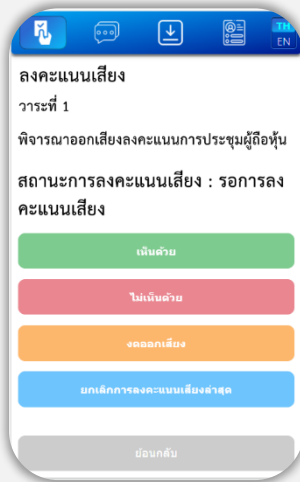 TH
EN
ลงคะแนนเสียง
วาระที่ 1
พิจารณาออกเสียงลงคะแนนการประชุมผู้ถือหุ้น
สถานะการลงคะแนนเสียง : รอการลง
คะแนนเสียง
เห็นด้วย
ไม่เห็นด้วย
งดออกเสียง
ยกเลิกการลงคะแนนเสียงล่าสุด
ย้อนกลับ